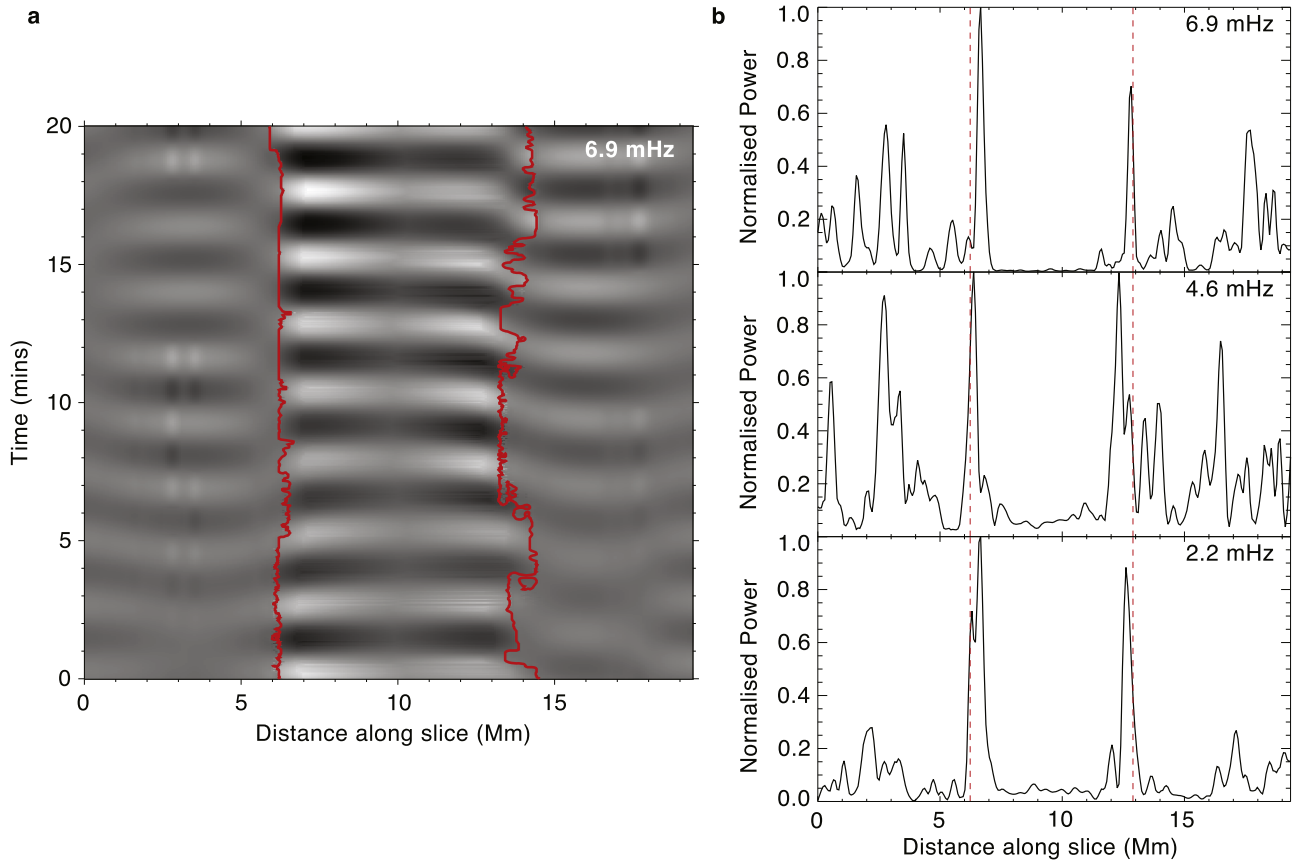 a
6.9 mHz
20
15
10
5
0
Time (mins)
0 5 10 15
Distance along slice (Mm)
b
6.9 mHz
1.0
0.8
0.6
0.4
0.2
Normalised Power
4.6 mHz
1.0
0.8
0.6
0.4
0.2
Normalised Power
2.2 mHz
1.0
0.8
0.6
0.4
0.2
0.0
Normalised Power
0 5 10 15
Distance along slice (Mm)